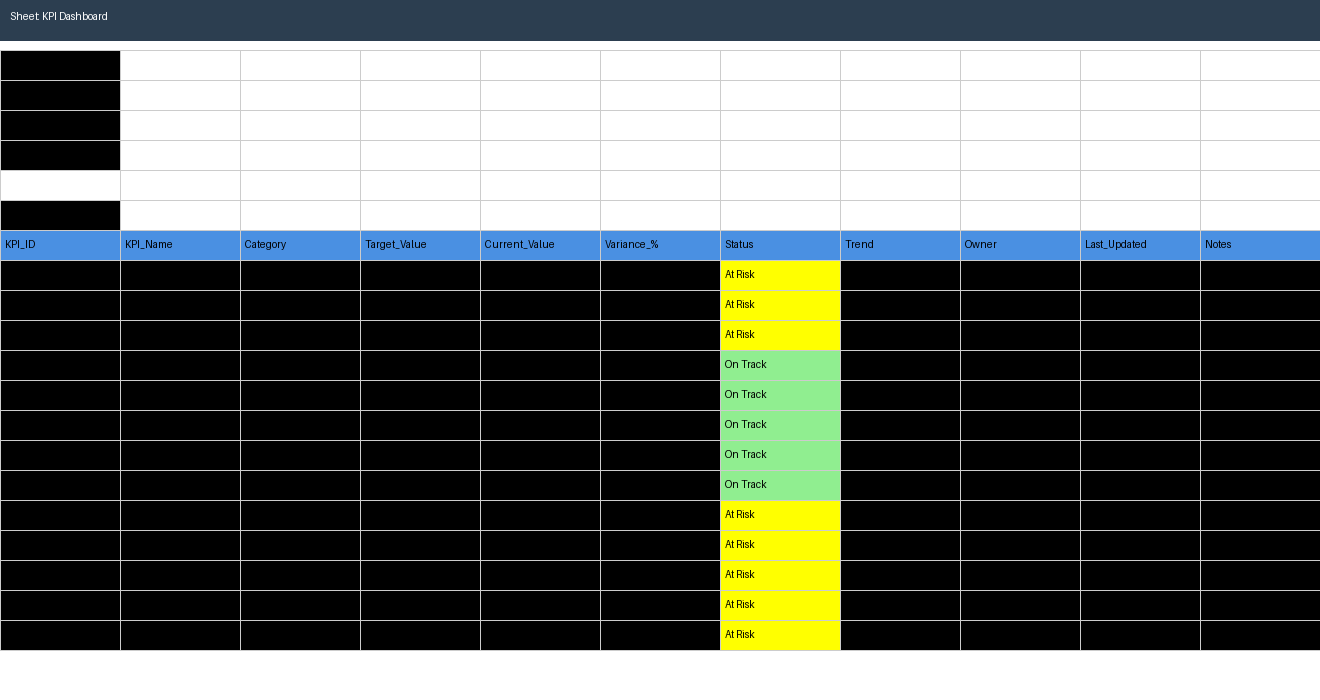 Sheet: KPI Dashboard
KPI_ID KPI_Name Category Target_Value Current_Value Variance_% Status Trend Owner Last_Updated Notes
At Risk
At Risk
At Risk
On Track
On Track
On Track
On Track
On Track
At Risk
At Risk
At Risk
At Risk
At Risk